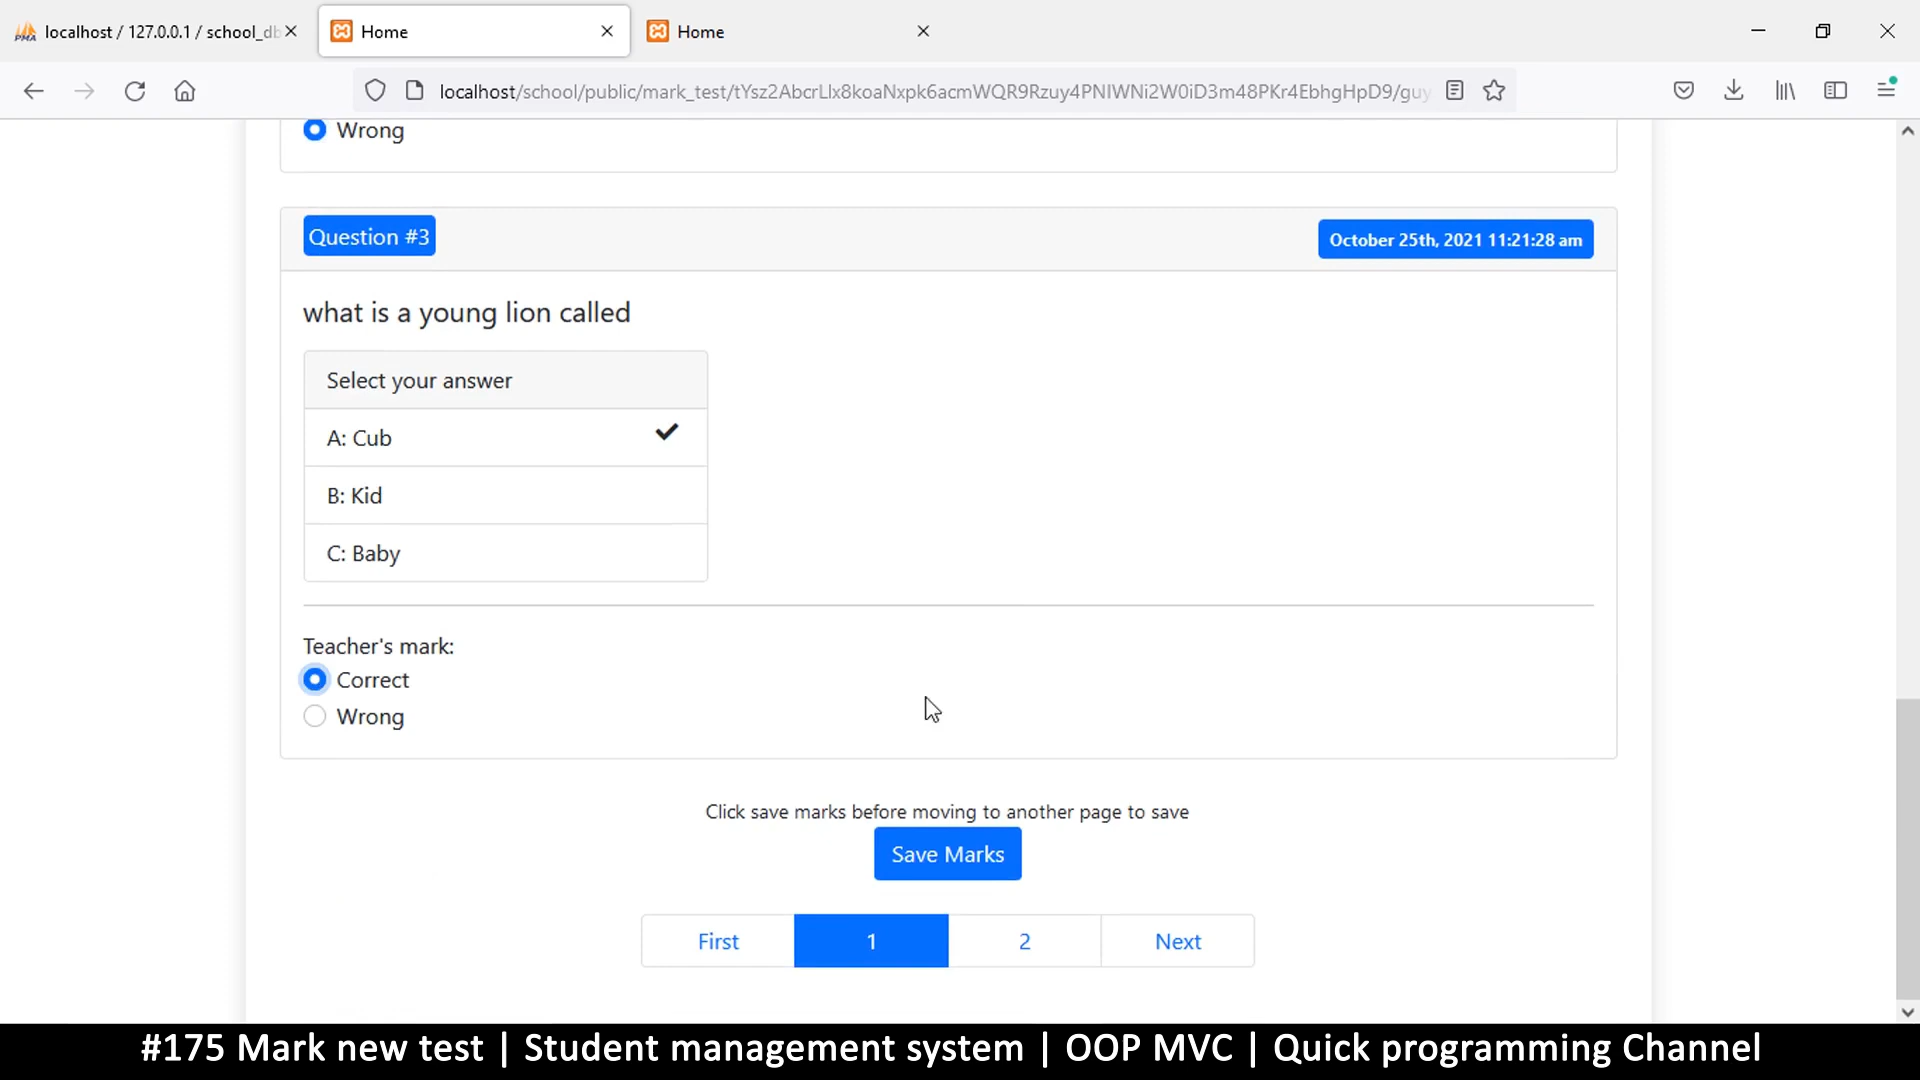 localhost / 127.0.0.1 / school_db
Home
Home
localhost/school/public/mark_test/tYsz2AbcrLlx8koaNxpk6acmWQR9Rzuy4PNIWNi2W0iD3m48PKr4EbhgHpD9/guy
Wrong
Question #3
October 25th, 2021 11:21:28 am
what is a young lion called
Select your answer
A: Cub
B: Kid
C: Baby
Teacher's mark:
Correct
Wrong
Click save marks before moving to another page to save
Save Marks
First
1
2
Next
#175 Mark new test | Student management system | OOP MVC | Quick programming Channel